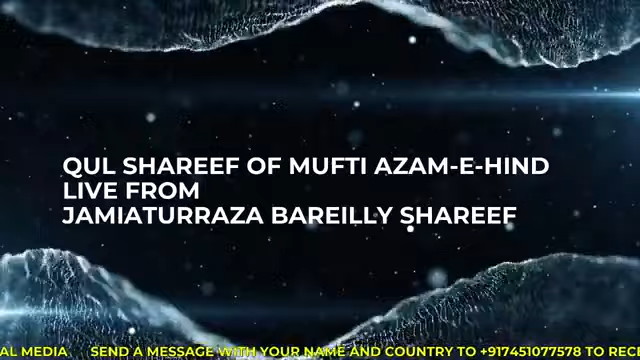 QUL SHAREEF OF MUFTI AZAM-E-HIND
LIVE FROM
JAMIATURRAZA BAREILLY SHAREEF
AL MEDIA SEND A MESSAGE WITH YOUR NAME AND COUNTRY TO +917451077578 TO